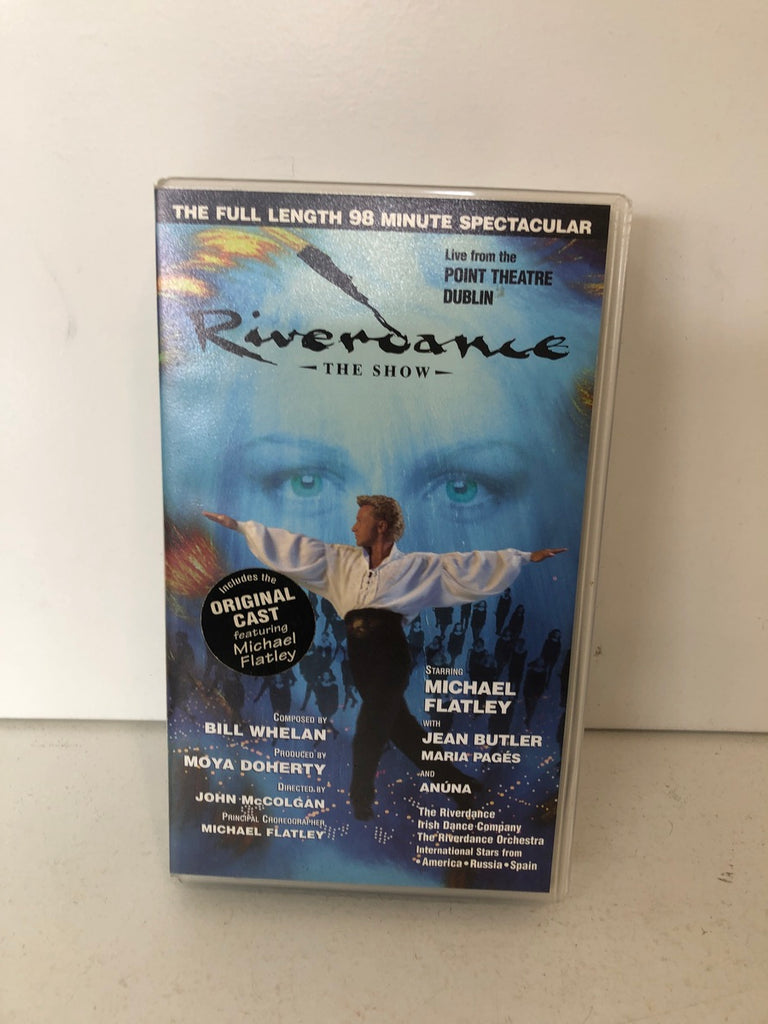 THE FULL LENGTH 98 MINUTE SPECTACULAR
Live from the
POINT THEATRE
DUBLIN
Riverdance
THE SHOW
Includes the
ORIGINAL
CAST
featuring
Michael
Flatley
COMPOSED BY
BILL WHELAN
PRODUCED BY
MOYA DOHERTY
DIRECTED BY
JOHN McCOLGAN
PRINCIPAL CHOREOGRAPHER
MICHAEL FLATLEY
STARRING
MICHAEL
FLATLEY
WITH
JEAN BUTLER
MARIA PAGÉS
AND
ANÚNA
The Riverdance
Irish Dance Company
The Riverdance Orchestra
International Stars from
America • Russia • Spain